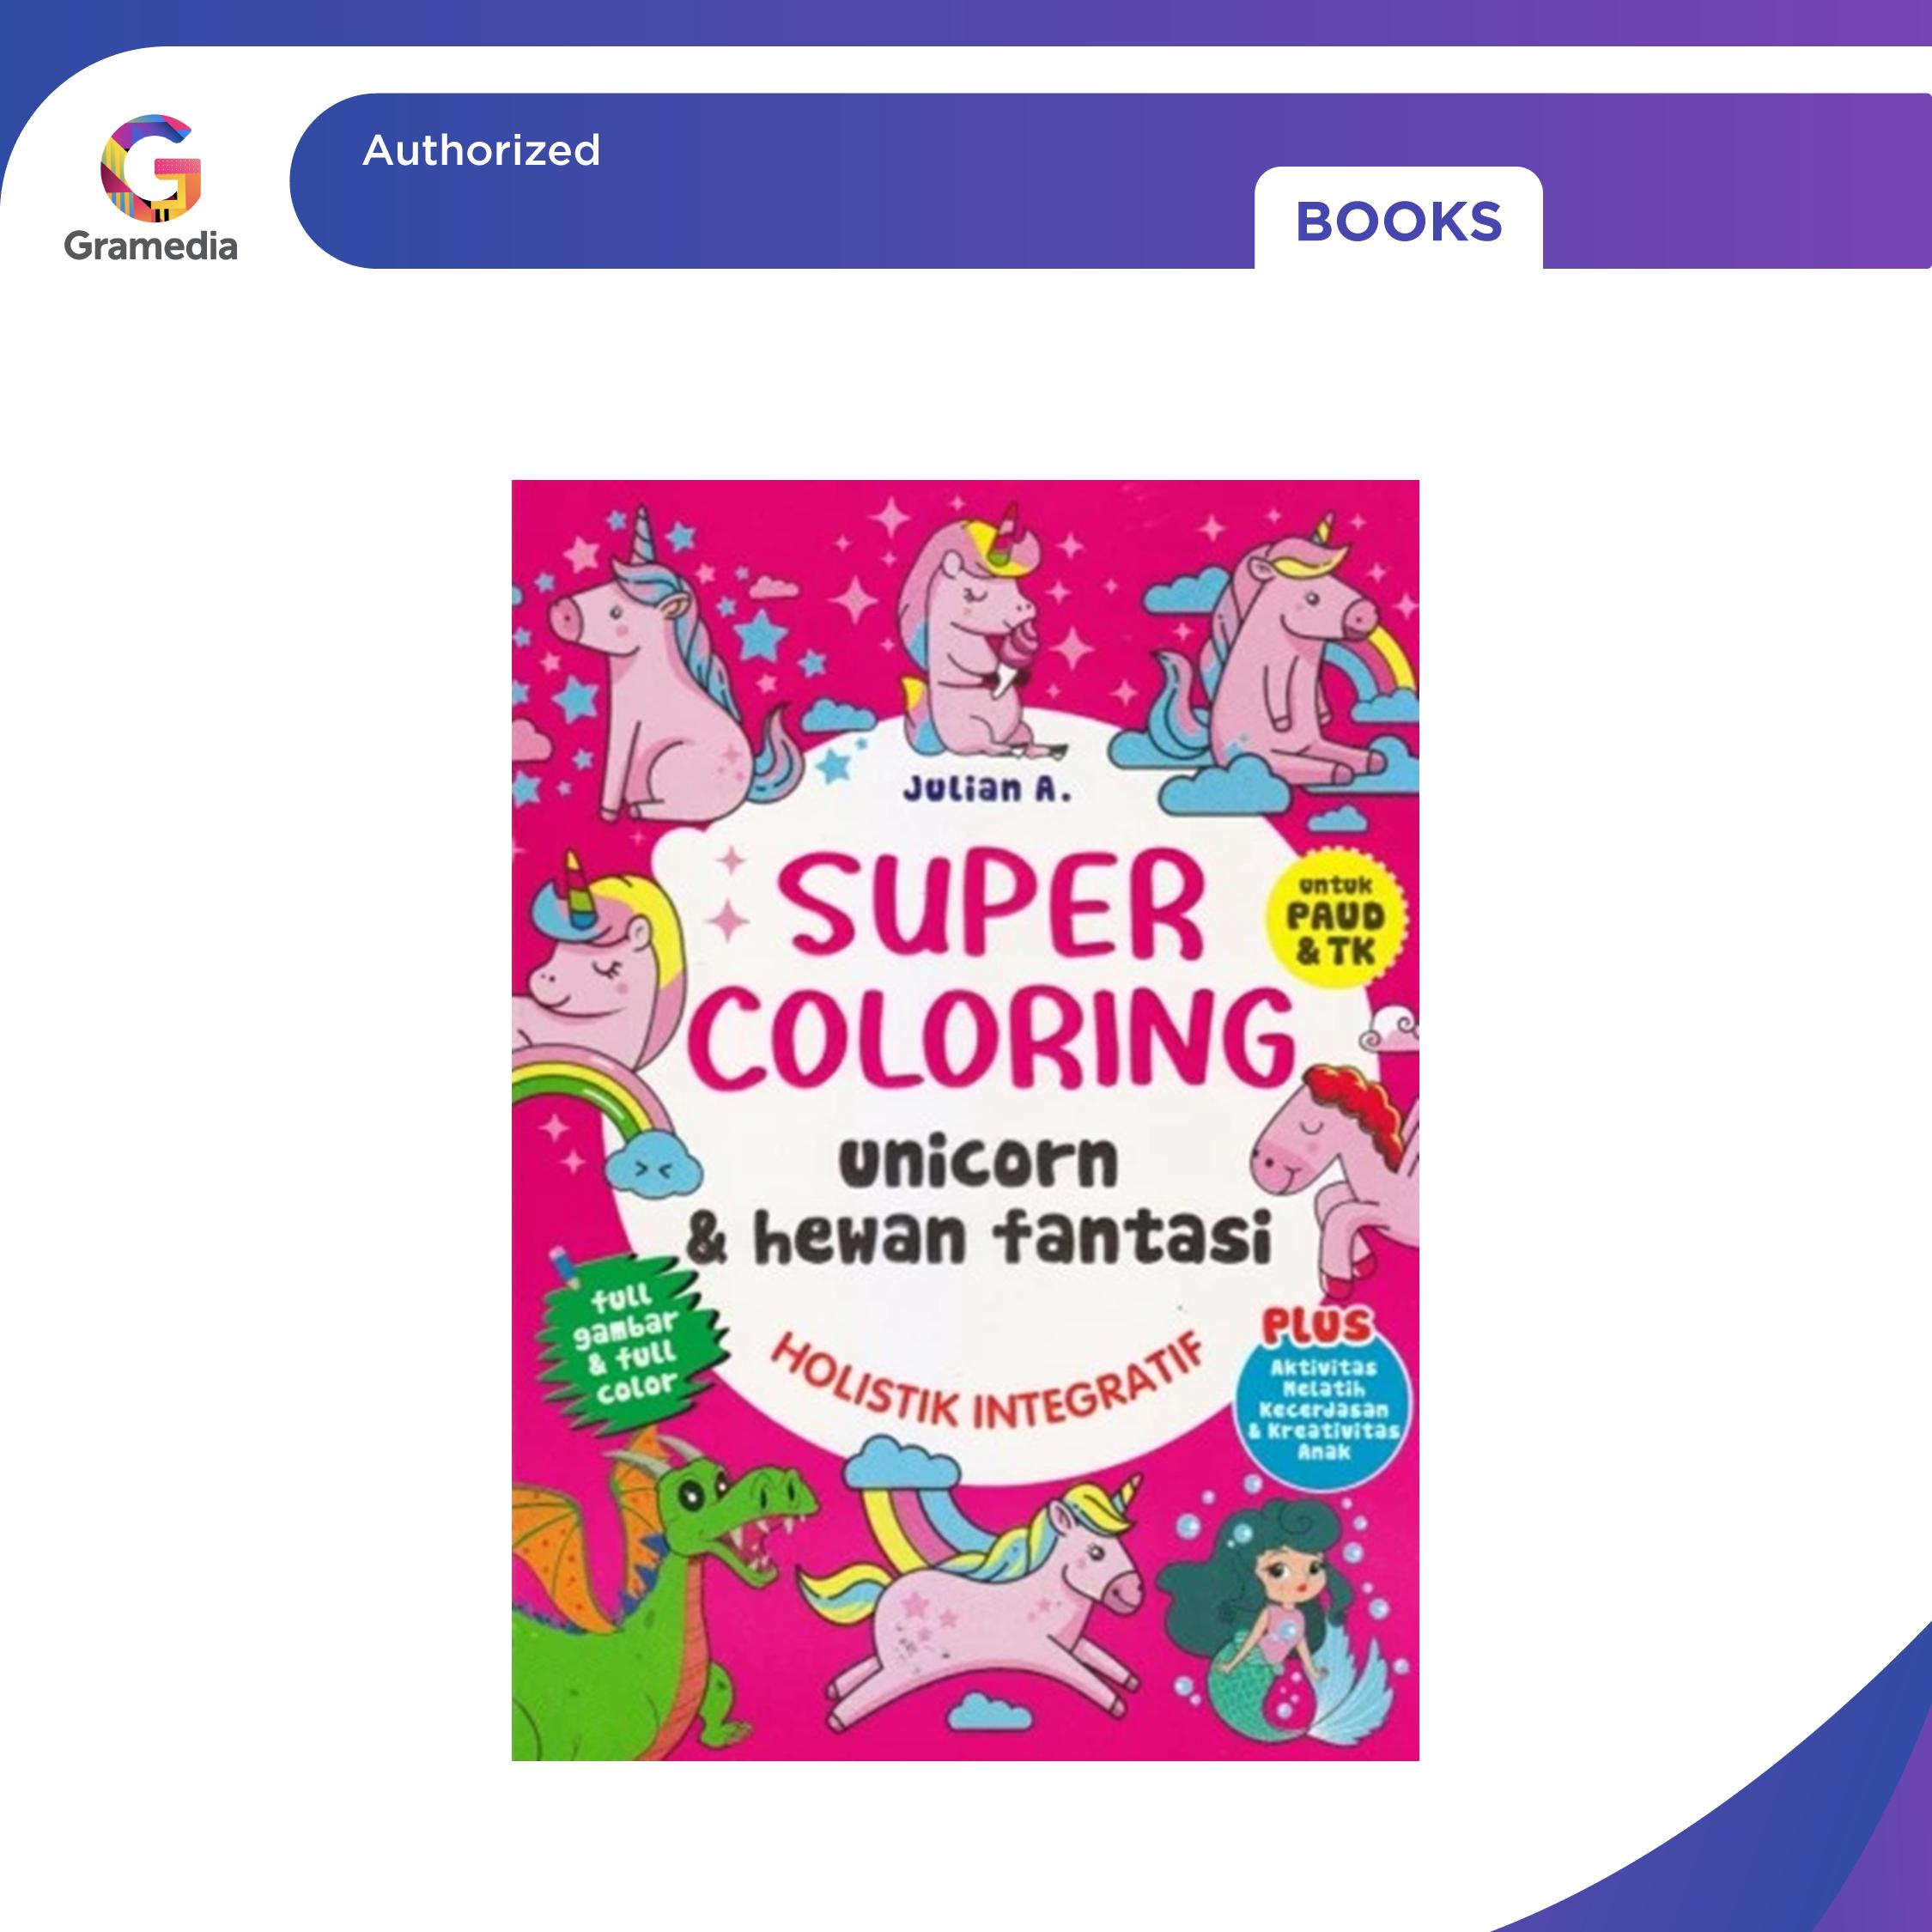 Authorized
Gramedia
BOOKS
Julian A.
SUPER
COLORING
untuk
PAUD
& TK
unicorn
& hewan fantasi
full
gambar
& full
color
HOLISTIK INTEGRATIF
PLUS
Aktivitas
Melatih
Kecerdasan
& Kreativitas
Anak